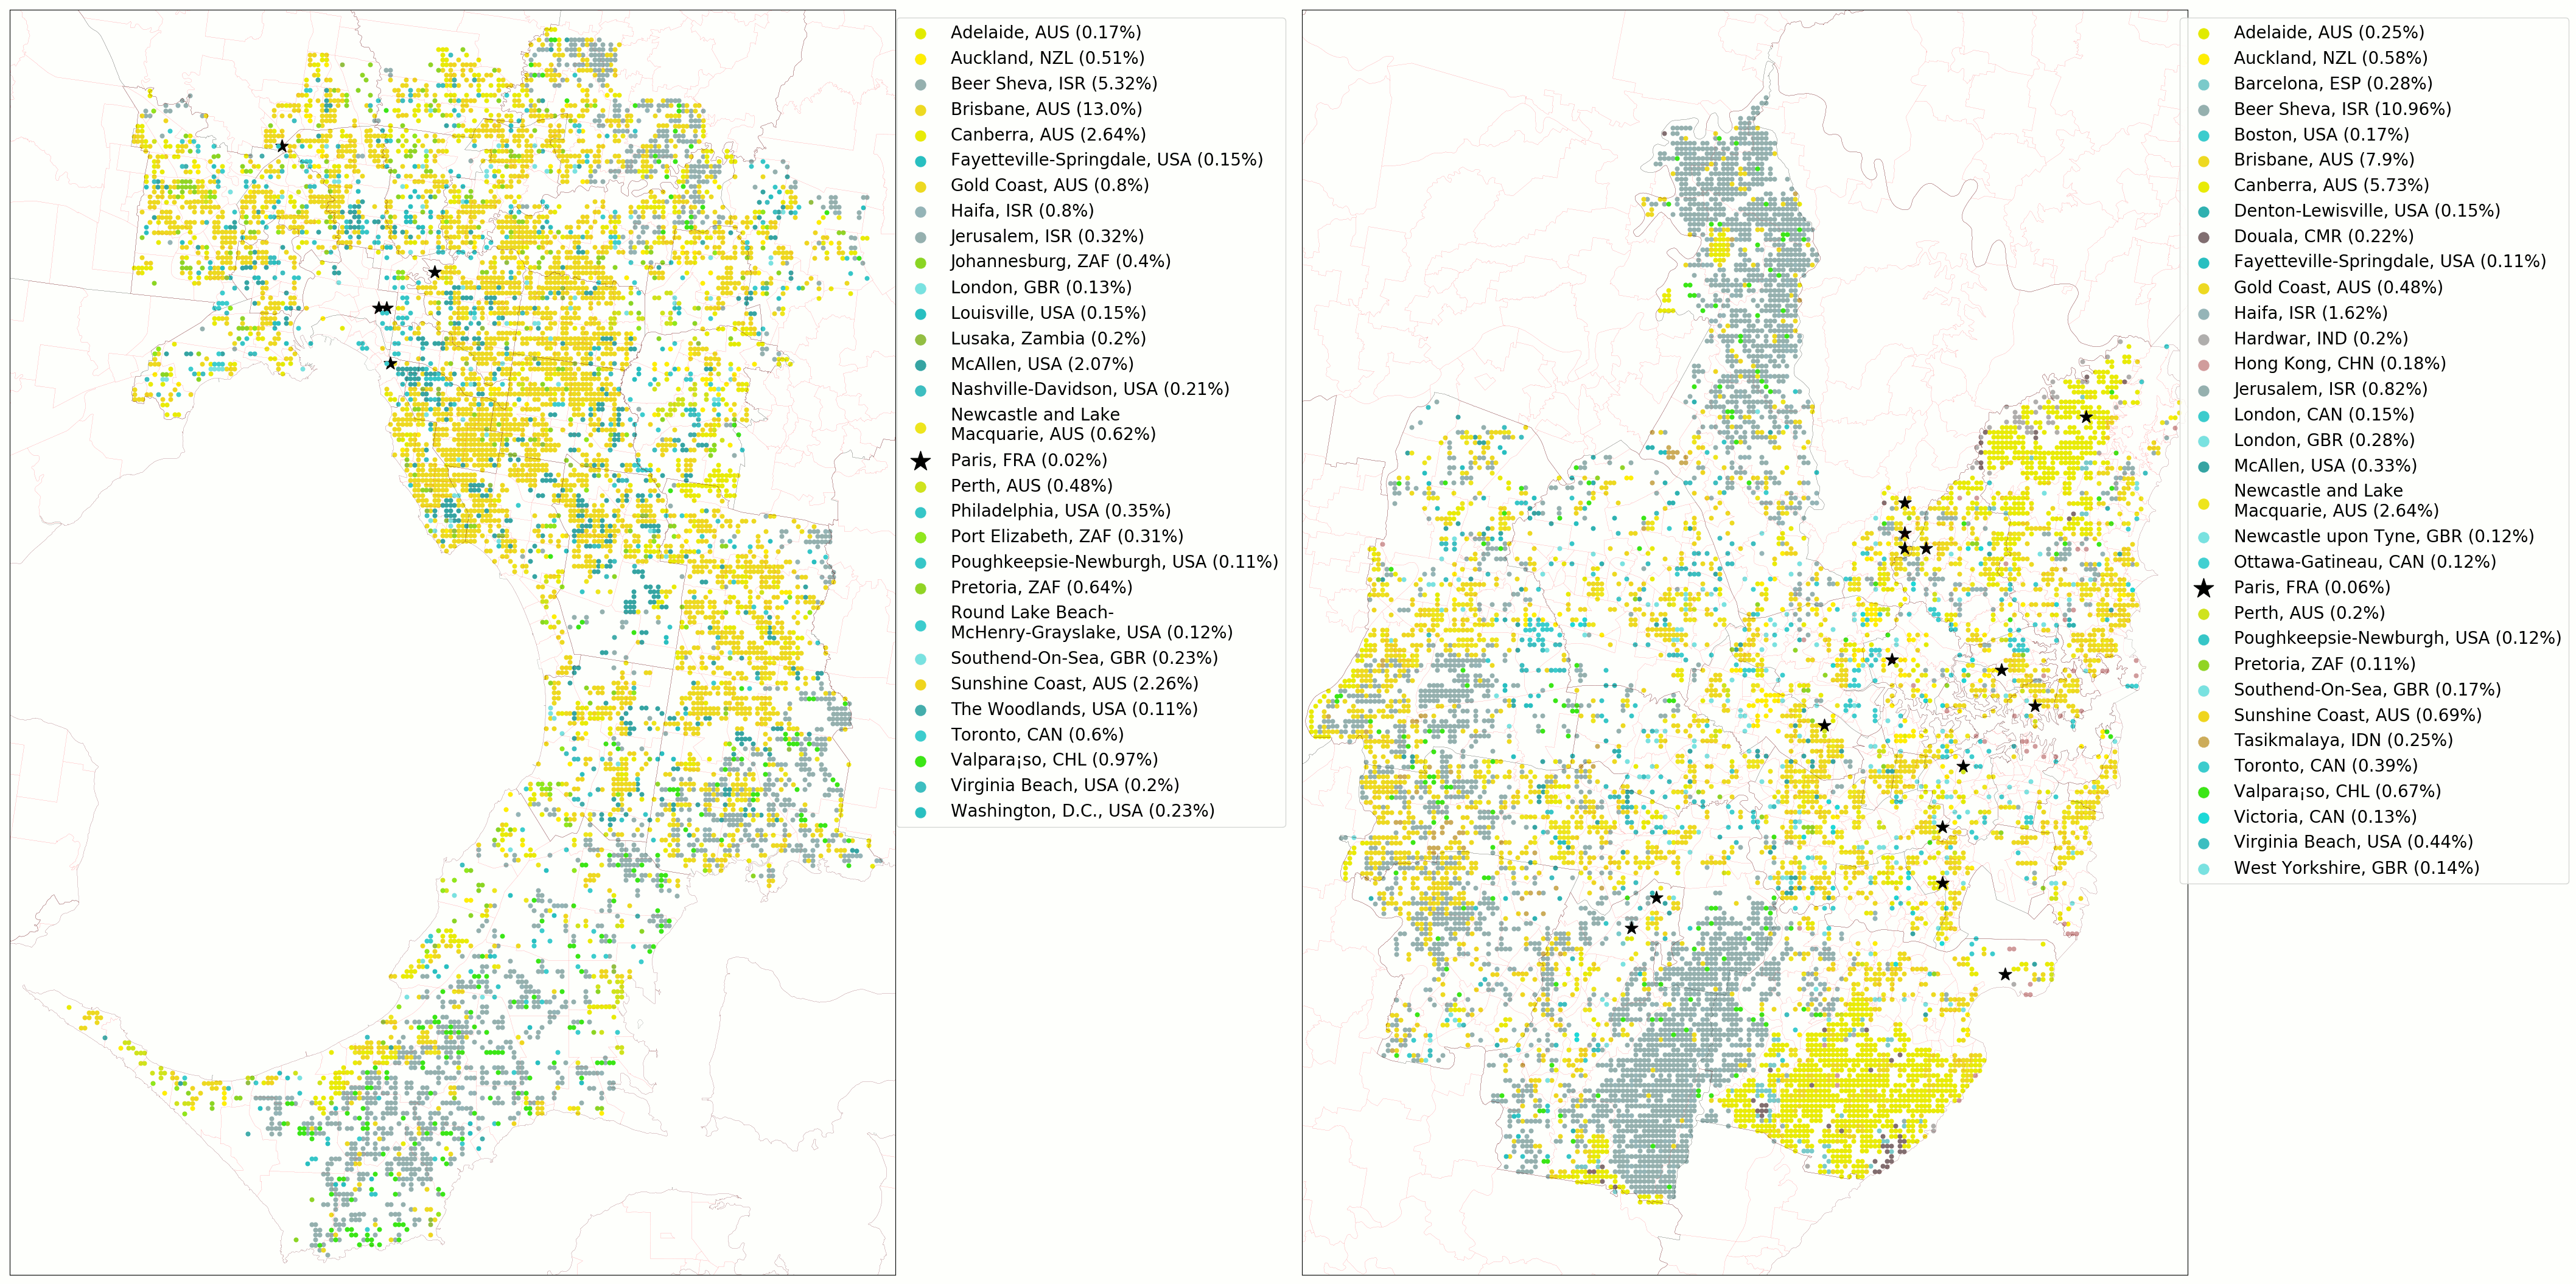 Adelaide, AUS (0.17%)
Auckland, NZL (0.51%)
Beer Sheva, ISR (5.32%)
Brisbane, AUS (13.0%)
Canberra, AUS (2.64%)
Fayetteville-Springdale, USA (0.15%)
Gold Coast, AUS (0.8%)
Haifa, ISR (0.8%)
Jerusalem, ISR (0.32%)
Johannesburg, ZAF (0.4%)
London, GBR (0.13%)
Louisville, USA (0.15%)
Lusaka, Zambia (0.2%)
McAllen, USA (2.07%)
Nashville-Davidson, USA (0.21%)
Newcastle and Lake
Macquarie, AUS (0.62%)
Paris, FRA (0.02%)
Perth, AUS (0.48%)
Philadelphia, USA (0.35%)
Port Elizabeth, ZAF (0.31%)
Poughkeepsie-Newburgh, USA (0.11%)
Pretoria, ZAF (0.64%)
Round Lake Beach-
McHenry-Grayslake, USA (0.12%)
Southend-On-Sea, GBR (0.23%)
Sunshine Coast, AUS (2.26%)
The Woodlands, USA (0.11%)
Toronto, CAN (0.6%)
Valpara¡so, CHL (0.97%)
Virginia Beach, USA (0.2%)
Washington, D.C., USA (0.23%)
Adelaide, AUS (0.25%)
Auckland, NZL (0.58%)
Barcelona, ESP (0.28%)
Beer Sheva, ISR (10.96%)
Boston, USA (0.17%)
Brisbane, AUS (7.9%)
Canberra, AUS (5.73%)
Denton-Lewisville, USA (0.15%)
Douala, CMR (0.22%)
Fayetteville-Springdale, USA (0.11%)
Gold Coast, AUS (0.48%)
Haifa, ISR (1.62%)
Hardwar, IND (0.2%)
Hong Kong, CHN (0.18%)
Jerusalem, ISR (0.82%)
London, CAN (0.15%)
London, GBR (0.28%)
McAllen, USA (0.33%)
Newcastle and Lake
Macquarie, AUS (2.64%)
Newcastle upon Tyne, GBR (0.12%)
Ottawa-Gatineau, CAN (0.12%)
Paris, FRA (0.06%)
Perth, AUS (0.2%)
Poughkeepsie-Newburgh, USA (0.12%)
Pretoria, ZAF (0.11%)
Southend-On-Sea, GBR (0.17%)
Sunshine Coast, AUS (0.69%)
Tasikmalaya, IDN (0.25%)
Toronto, CAN (0.39%)
Valpara¡so, CHL (0.67%)
Victoria, CAN (0.13%)
Virginia Beach, USA (0.44%)
West Yorkshire, GBR (0.14%)